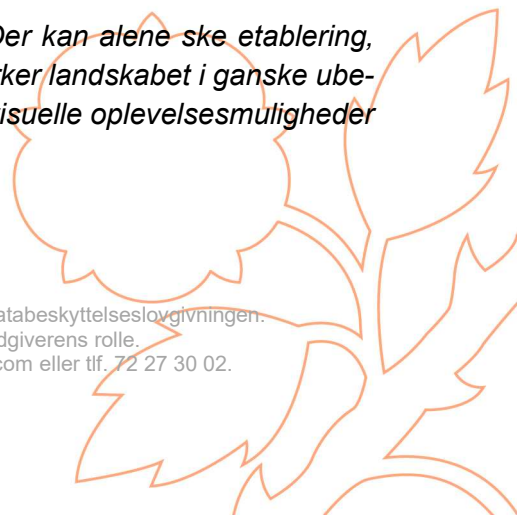 Der kan alene ske etablering,
rker landskabet i ganske ube-
isuelle oplevelsesmuligheder
atabeskyttelseslovgivningen.
dgiverens rolle.
com eller tlf. 72 27 30 02.